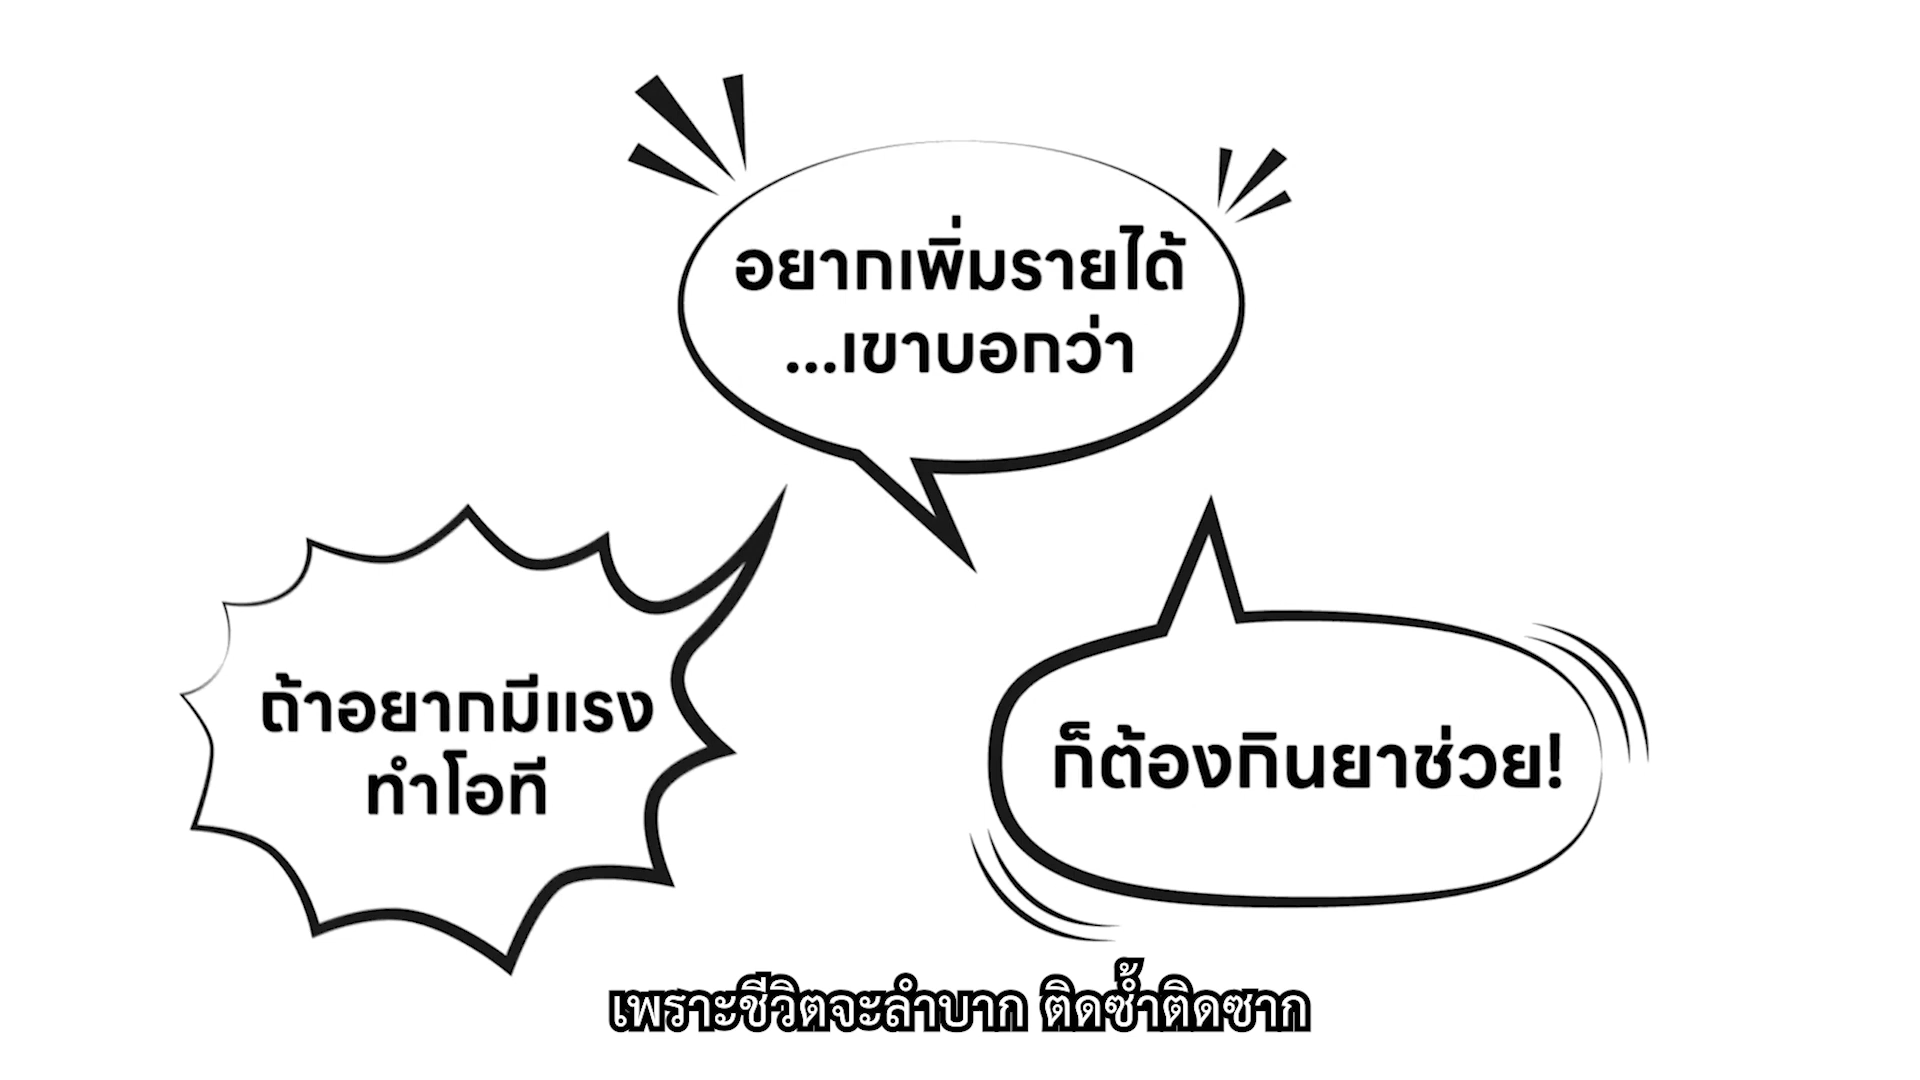 อยากเพิ่มรายได้
...เขาบอกว่า
ถ้าอยากมีแรง
ทำโอที
ก็ต้องกินยาช่วย!
เพราะชีวิตจะลำบาก ติดซ้ำติดซาก